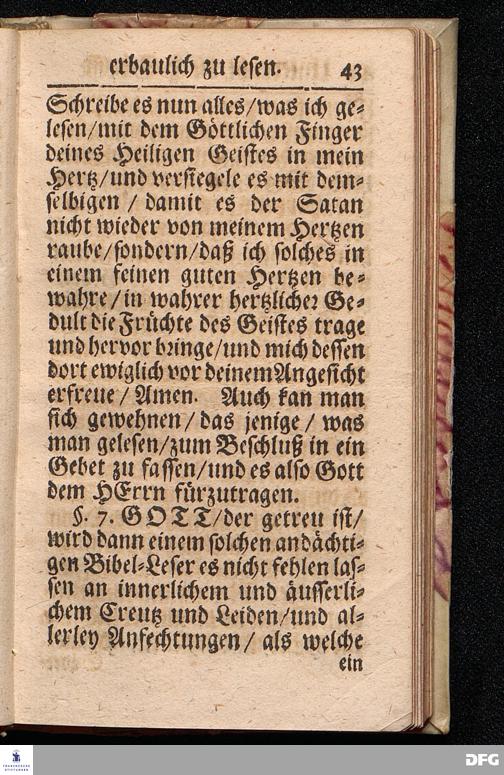 erbaulich zu lesen. 43
Schreibe es nun alles/was ich ge-
lesen/mit dem Göttlichen Finger
deines Heiligen Geistes in mein
Hertz/und versiegele es mit dem-
selbigen / damit es der Satan
nicht wieder von meinem Hertzen
raube/sondern/daß ich solches in
einem feinen guten Hertzen be-
wahre/in wahrer hertzlicher Ge-
dult die Früchte des Geistes trage
und hervor bringe/und mich dessen
dort ewiglich vor deinem Angesicht
erfreue/ Amen. Auch kan man
sich gewehnen/ das jenige/ was
man gelesen/zum Beschluß in ein
Gebet zu fassen/und es also Gott
dem HErrn fürzutragen.
§. 7. GOTT/der getreu ist/
wird dann einem solchen andächti-
gen Bibel-Leser es nicht fehlen las-
sen an innerlichem und äusserli-
chem Creutz und Leiden/und al-
lerley Anfechtungen/ als welche
ein
FRANCKESCHE
STIFTUNGEN
DFG